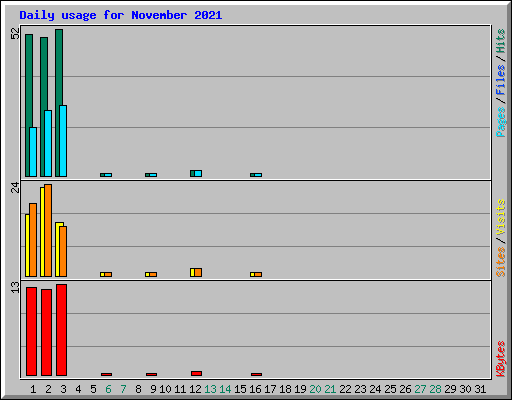 Daily usage for November 2021
52
Pages/Files/Hits
24
Sites/Visits
13
KBytes
1 2 3 4 5 6 7 8 9 10 11 12 13 14 15 16 17 18 19 20 21 22 23 24 25 26 27 28 29 30 31